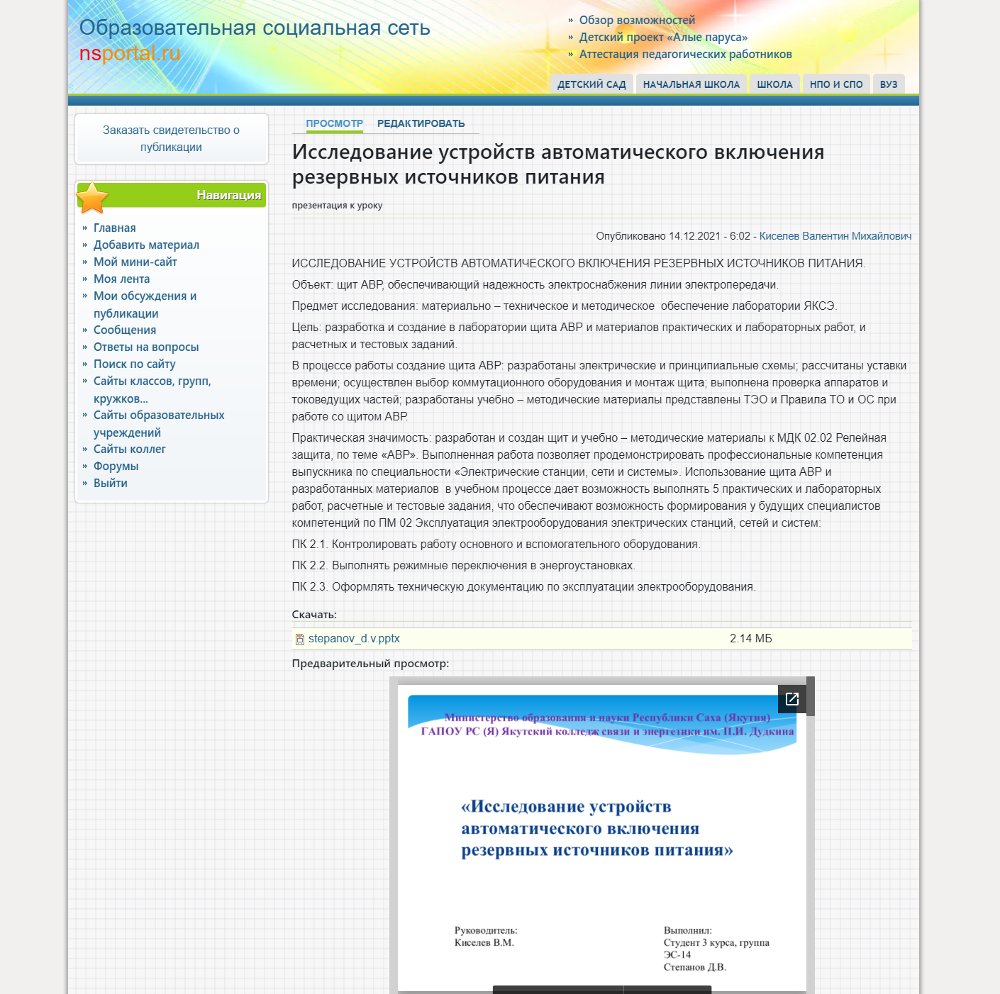 Образовательная социальная сеть
nsportal.ru
Обзор возможностей
Детский проект «Алые паруса»
Аттестация педагогических работников
ДЕТСКИЙ САД НАЧАЛЬНАЯ ШКОЛА ШКОЛА НПО И СПО ВУЗ
Заказать свидетельство о
публикации
Навигация
Главная
Добавить материал
Мой мини-сайт
Моя лента
Мои обсуждения и
публикации
Сообщения
Ответы на вопросы
Поиск по сайту
Сайты классов, групп,
кружков...
Сайты образовательных
учреждений
Сайты коллег
Форумы
Выйти
ПРОСМОТР РЕДАКТИРОВАТЬ
Исследование устройств автоматического включения
резервных источников питания
презентация к уроку
Опубликовано 14.12.2021 - 6:02 - Киселев Валентин Михайлович
ИССЛЕДОВАНИЕ УСТРОЙСТВ АВТОМАТИЧЕСКОГО ВКЛЮЧЕНИЯ РЕЗЕРВНЫХ ИСТОЧНИКОВ ПИТАНИЯ.
Объект: щит АВР, обеспечивающий надежность электроснабжения линии электропередачи.
Предмет исследования: материально – техническое и методическое  обеспечение лаборатории ЯКСЭ.
Цель: разработка и создание в лаборатории щита АВР и материалов практических и лабораторных работ, и
расчетных и тестовых заданий.
В процессе работы создание щита АВР: разработаны электрические и принципиальные схемы; рассчитаны уставки
времени; осуществлен выбор коммутационного оборудования и монтаж щита; выполнена проверка аппаратов и
токоведущих частей; разработаны учебно – методические материалы представлены ТЭО и Правила ТО и ОС при
работе со щитом АВР.
Практическая значимость: разработан и создан щит и учебно – методические материалы к МДК 02.02 Релейная
защита, по теме «АВР». Выполненная работа позволяет продемонстрировать профессиональные компетенция
выпускника по специальности «Электрические станции, сети и системы». Использование щита АВР и
разработанных материалов  в учебном процессе дает возможность выполнять 5 практических и лабораторных
работ, расчетные и тестовые задания, что обеспечивают возможность формирования у будущих специалистов
компетенций по ПМ 02 Эксплуатация электрооборудования электрических станций, сетей и систем:
ПК 2.1. Контролировать работу основного и вспомогательного оборудования.
ПК 2.2. Выполнять режимные переключения в энергоустановках.
ПК 2.3. Оформлять техническую документацию по эксплуатации электрооборудования.
Скачать:
stepanov_d.v.pptx 2.14 МБ
Предварительный просмотр:
Министерство образования и науки Республики Саха (Якутия)
ГАПОУ РС (Я) Якутский колледж связи и энергетики им. П.И. Дудкина
«Исследование устройств
автоматического включения
резервных источников питания»
Руководитель:
Киселев В.М.
Выполнил:
Студент 3 курса, группа
ЭС-14
Степанов Д.В.